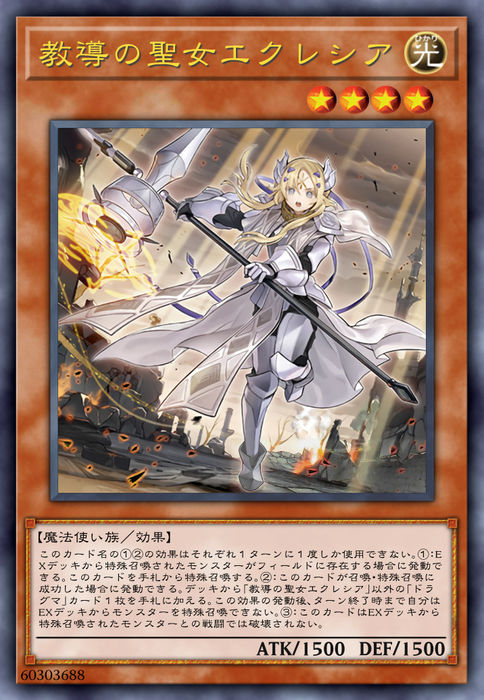 教導の聖女エクレシア
ひかり
光
【魔法使い族／効果】
このカード名の①②の効果はそれぞれ１ターンに１度しか使用できない。①：E
Xデッキから特殊召喚されたモンスターがフィールドに存在する場合に発動で
きる。このカードを手札から特殊召喚する。②：このカードが召喚・特殊召喚に
成功した場合に発動できる。デッキから「教導の聖女エクレシア」以外の「ドラ
グマ」カード１枚を手札に加える。この効果の発動後、ターン終了時まで自分は
EXデッキからモンスターを特殊召喚できない。③：このカードはEXデッキから
特殊召喚されたモンスターとの戦闘では破壊されない。
ATK/1500 DEF/1500
60303688